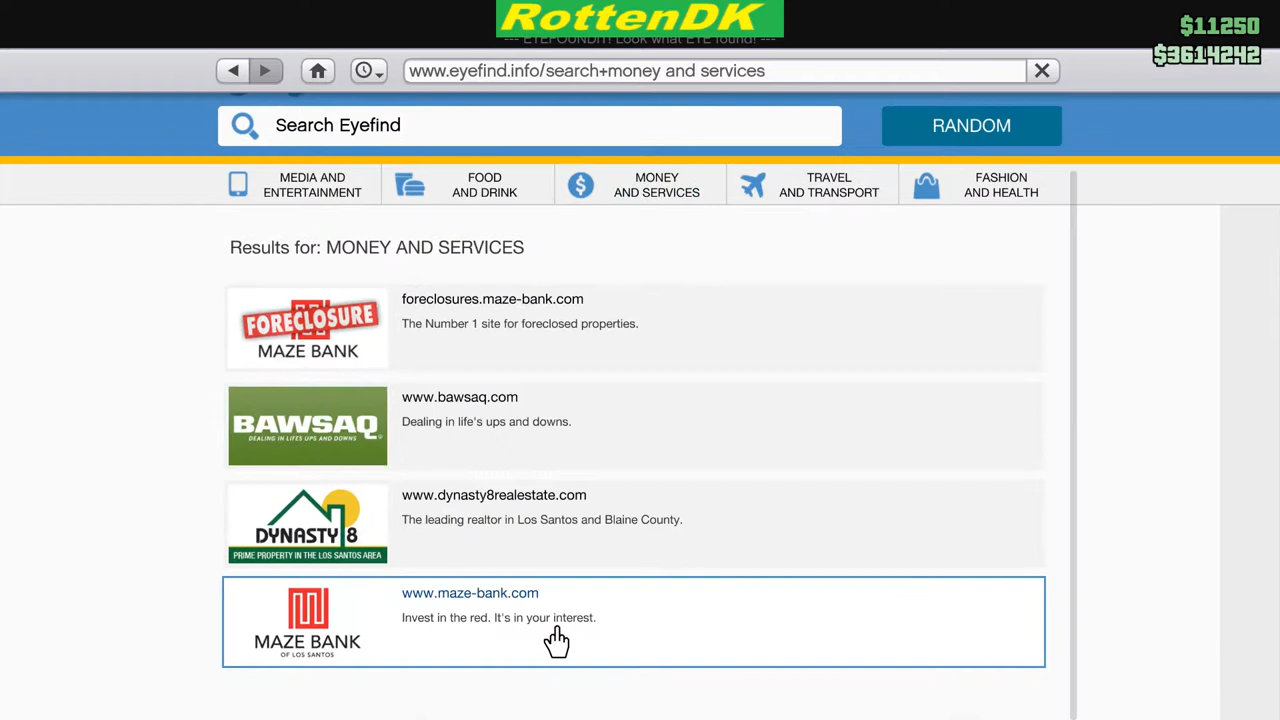 RottenDK
--- EYEFOUNDIT! Look what EYE found! ---
$11250
$3614242
www.eyefind.info/search+money and services
Search Eyefind
RANDOM
MEDIA AND
ENTERTAINMENT
FOOD
AND DRINK
MONEY
AND SERVICES
TRAVEL
AND TRANSPORT
FASHION
AND HEALTH
Results for: MONEY AND SERVICES
FORECLOSURE
MAZE BANK
foreclosures.maze-bank.com
The Number 1 site for foreclosed properties.
BAWSAQ
DEALING IN LIFES UPS AND DOWNS
www.bawsaq.com
Dealing in life's ups and downs.
DYNASTY 8
PRIME PROPERTY IN THE LOS SANTOS AREA
www.dynasty8realestate.com
The leading realtor in Los Santos and Blaine County.
MAZE BANK
OF LOS SANTOS
www.maze-bank.com
Invest in the red. It's in your interest.